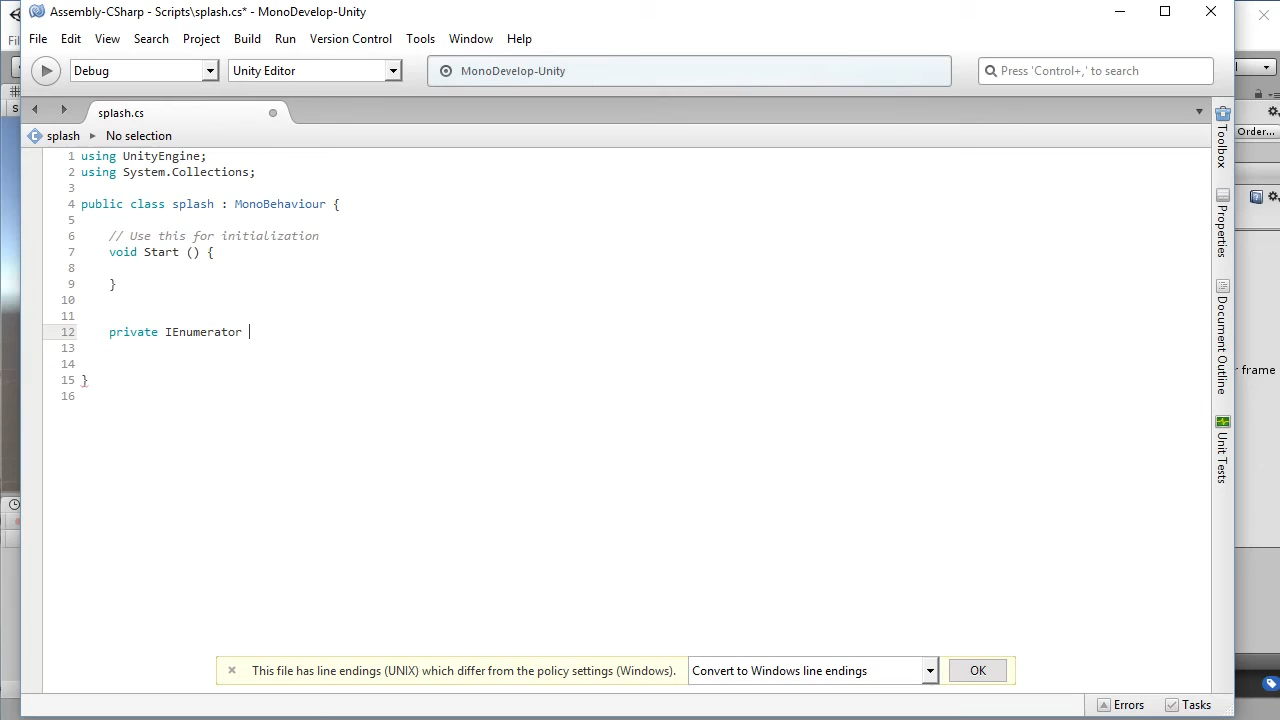 Assembly-CSharp - Scripts\splash.cs* - MonoDevelop-Unity
File Edit View Search Project Build Run Version Control Tools Window Help
Debug
Unity Editor
MonoDevelop-Unity
Press 'Control+,' to search
splash.cs
splash
No selection
1 using UnityEngine;
2 using System.Collections;
3
4 public class splash : MonoBehaviour {
5
6 // Use this for initialization
7 void Start () {
8
9 }
10
11
12 private IEnumerator
13
14
15 }
16
Toolbox
Properties
Document Outline
Unit Tests
Order...
r frame
This file has line endings (UNIX) which differ from the policy settings (Windows).
Convert to Windows line endings
OK
Errors
Tasks